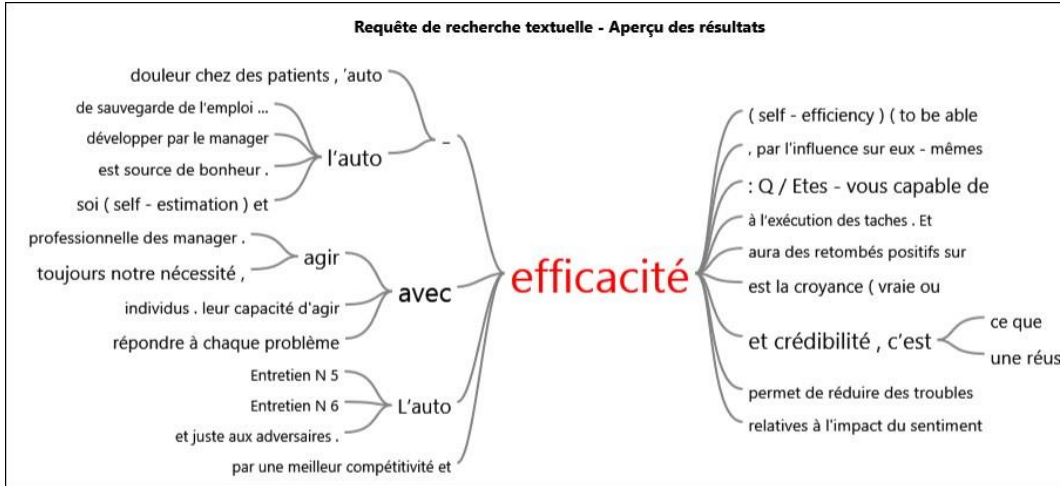 Requête de recherche textuelle - Aperçu des résultats
douleur chez des patients , 'auto
de sauvegarde de l'emploi ...
développer par le manager
est source de bonheur .
soi ( self - estimation ) et
l'auto
-
professionnelle des manager .
toujours notre nécessité ,
agir
individus . leur capacité d'agir
répondre à chaque problème
avec
Entretien N 5
Entretien N 6
et juste aux adversaires .
L'auto
par une meilleur compétitivité et
efficacité
( self - efficiency ) ( to be able
, par l'influence sur eux - mêmes
: Q / Etes - vous capable de
à l'exécution des taches . Et
aura des retombés positifs sur
est la croyance ( vraie ou
et crédibilité , c'est
ce que
une réus
permet de réduire des troubles
relatives à l'impact du sentiment